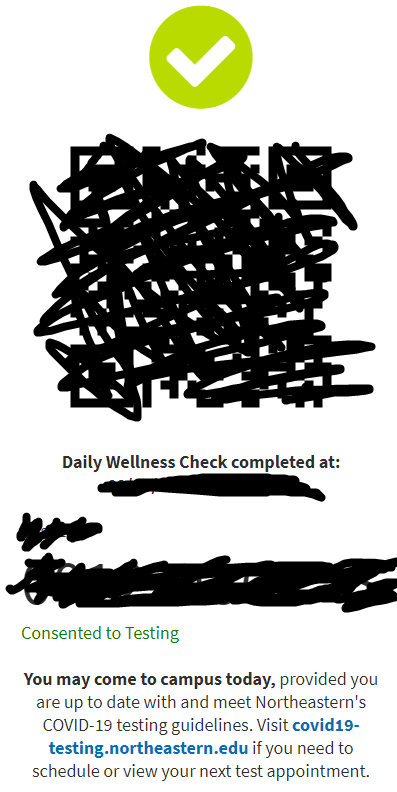 Daily Wellness Check completed at:
Consented to Testing
You may come to campus today, provided you
are up to date with and meet Northeastern's
COVID-19 testing guidelines. Visit covid19-
testing.northeastern.edu if you need to
schedule or view your next test appointment.